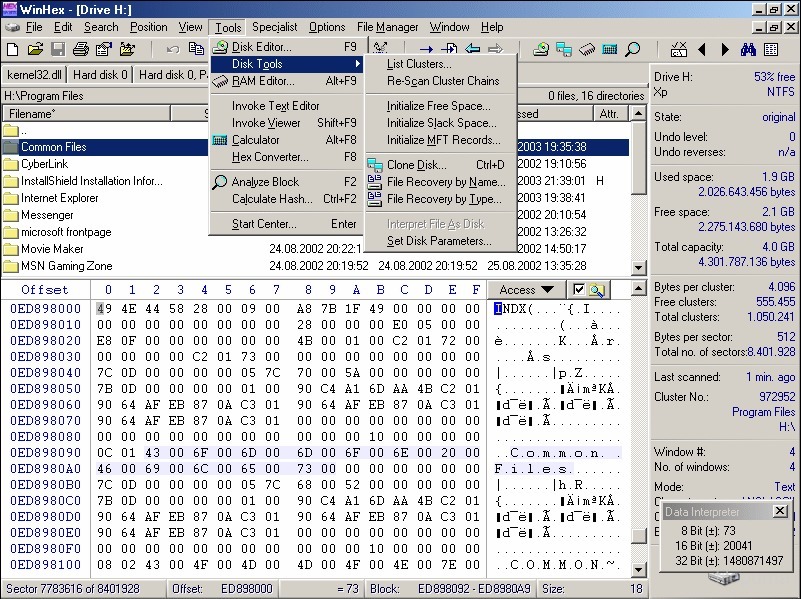 WinHex - [Drive H:]
File Edit Search Position View Tools Specialist Options File Manager Window Help
kernel32.dll Hard disk 0 Hard disk 0, P
H:\Program Files
0 files, 16 directories
Filename Attr.
..
Common Files 2003 19:35:38
CyberLink 2002 19:10:56
InstallShield Installation Infor... 2003 21:39:01 H
Internet Explorer 2002 19:38:41
Messenger 2002 20:10:54
microsoft frontpage 2002 13:26:32
Movie Maker 24.08.2002 20:22:1 2002 14:50:17
MSN Gaming Zone 24.08.2002 20:19:52 24.08.2002 20:19:52 25.08.2002 13:35:28
Disk Editor... F9
Disk Tools
RAM Editor... Alt+F9
Invoke Text Editor
Invoke Viewer Shift+F9
Calculator Alt+F8
Hex Converter... F8
Analyze Block F2
Calculate Hash... Ctrl+F2
Start Center... Enter
List Clusters...
Re-Scan Cluster Chains
Initialize Free Space...
Initialize Slack Space...
Initialize MFT Records...
Clone Disk... Ctrl+D
File Recovery by Name...
File Recovery by Type...
Interpret File As Disk
Set Disk Parameters...
Offset 0 1 2 3 4 5 6 7 8 9 A B C D E F Access
0ED898000 49 4E 44 58 28 00 09 00 A8 7B 1F 49 00 00 00 00 INDX(...¨{.I....
0ED898010 00 00 00 00 00 00 00 00 28 00 00 00 E0 05 00 00 ........(...à...
0ED898020 E8 0F 00 00 00 00 00 00 4B 00 01 00 C2 01 72 00 è.......K...Â.r.
0ED898030 00 00 00 00 C2 01 73 00 00 00 00 00 00 00 00 00 ....Â.s.........
0ED898040 7C 0D 00 00 00 00 05 7C 70 00 5A 00 00 00 00 00 |......|p.Z.....
0ED898050 7B 0D 00 00 00 00 01 00 90 C4 A1 6D AA 4B C2 01
0ED898060 90 64 AF EB 87 0A C3 01 90 64 AF EB 87 0A C3 01
0ED898070 90 64 AF EB 87 0A C3 01 00 00 00 00 00 00 00 00
0ED898080 00 00 00 00 00 00 00 00 00 00 00 10 00 00 00 00 ................
0ED898090 0C 01 43 00 6F 00 6D 00 6D 00 6F 00 6E 00 20 00 ..C.o.m.m.o.n. .
0ED8980A0 46 00 69 00 6C 00 65 00 73 00 00 00 00 00 00 00 F.i.l.e.s.......
0ED8980B0 7C 0D 00 00 00 00 05 7C 68 00 52 00 00 00 00 00 |......|h.R.....
0ED8980C0 7B 0D 00 00 00 00 01 00 90 C4 A1 6D AA 4B C2 01
0ED8980D0 90 64 AF EB 87 0A C3 01 90 64 AF EB 87 0A C3 01
0ED8980E0 90 64 AF EB 87 0A C3 01 00 00 00 00 00 00 00 00
0ED8980F0 00 00 00 00 00 00 00 00 00 00 00 10 00 00 00 00 ................
0ED898100 08 02 43 00 4F 00 4D 00 4D 00 4F 00 4E 00 7E 00 ..C.O.M.M.O.N.~.
Drive H: 53% free
Xp NTFS
State: original
Undo level: 0
Undo reverses: n/a
Used space: 1.9 GB
2.026.643.456 bytes
Free space: 2.1 GB
2.275.143.680 bytes
Total capacity: 4.0 GB
4.301.787.136 bytes
Bytes per cluster: 4.096
Free clusters: 555.455
Total clusters: 1.050.241
Bytes per sector: 512
Total no. of sectors: 8.401.928
Last scanned: 1 min. ago
Cluster No.: 972952
Program Files
H:\
Window #: 4
No. of windows: 4
Mode: Text
Data Interpreter
8 Bit (±): 73
16 Bit (±): 20041
32 Bit (±): 1480871497
Sector 7783616 of 8401928 Offset: ED898000 = 73 Block: ED898092 - ED8980A9 Size: 18